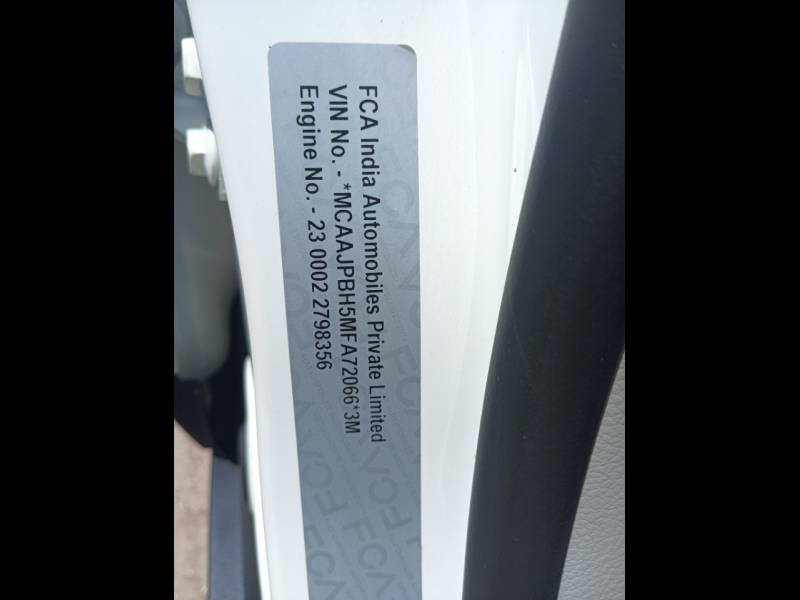 FCA India Automobiles Private Limited
VIN No. - *MCAAJPBH5MFA72066*3M
Engine No. - 23 0002 2798356